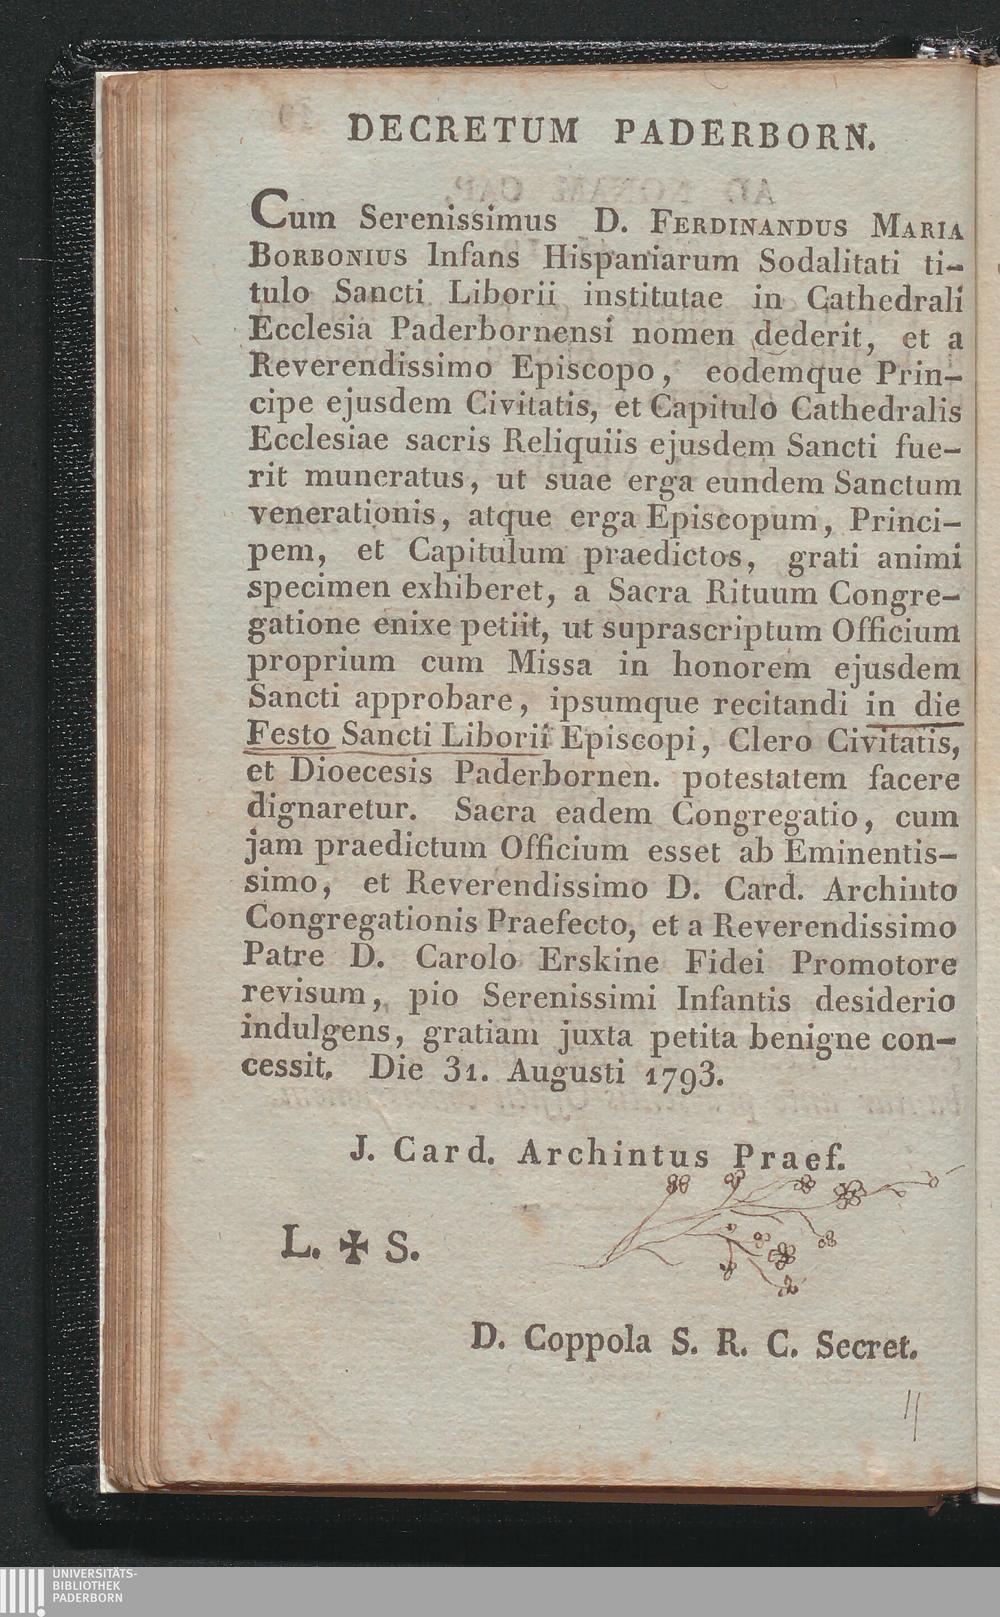 DECRETUM PADERBORN.
Cum Serenissimus D. FERDINANDUS MARIA
BORBONIUS Infans Hispaniarum Sodalitati ti-
tulo Sancti Liborii institutae in Cathedrali
Ecclesia Paderbornensi nomen dederit, et a
Reverendissimo Episcopo, eodemque Prin-
cipe ejusdem Civitatis, et Capitulo Cathedralis
Ecclesiae sacris Reliquiis ejusdem Sancti fue-
rit muneratus, ut suae erga eundem Sanctum
venerationis, atque erga Episcopum, Princi-
pem, et Capitulum praedictos, grati animi
specimen exhiberet, a Sacra Rituum Congre-
gatione enixe petiit, ut suprascriptum Officium
proprium cum Missa in honorem ejusdem
Sancti approbare, ipsumque recitandi in die
Festo Sancti Liborii Episcopi, Clero Civitatis,
et Dioecesis Paderbornen. potestatem facere
dignaretur. Sacra eadem Congregatio, cum
jam praedictum Officium esset ab Eminentis-
simo, et Reverendissimo D. Card. Archinto
Congregationis Praefecto, et a Reverendissimo
Patre D. Carolo Erskine Fidei Promotore
revisum, pio Serenissimi Infantis desiderio
indulgens, gratiam juxta petita benigne con-
cessit. Die 31. Augusti 1793.
J. Card. Archintus Praef.
L. ✠ S.
D. Coppola S. R. C. Secret.
UNIVERSITÄTS-
BIBLIOTHEK
PADERBORN